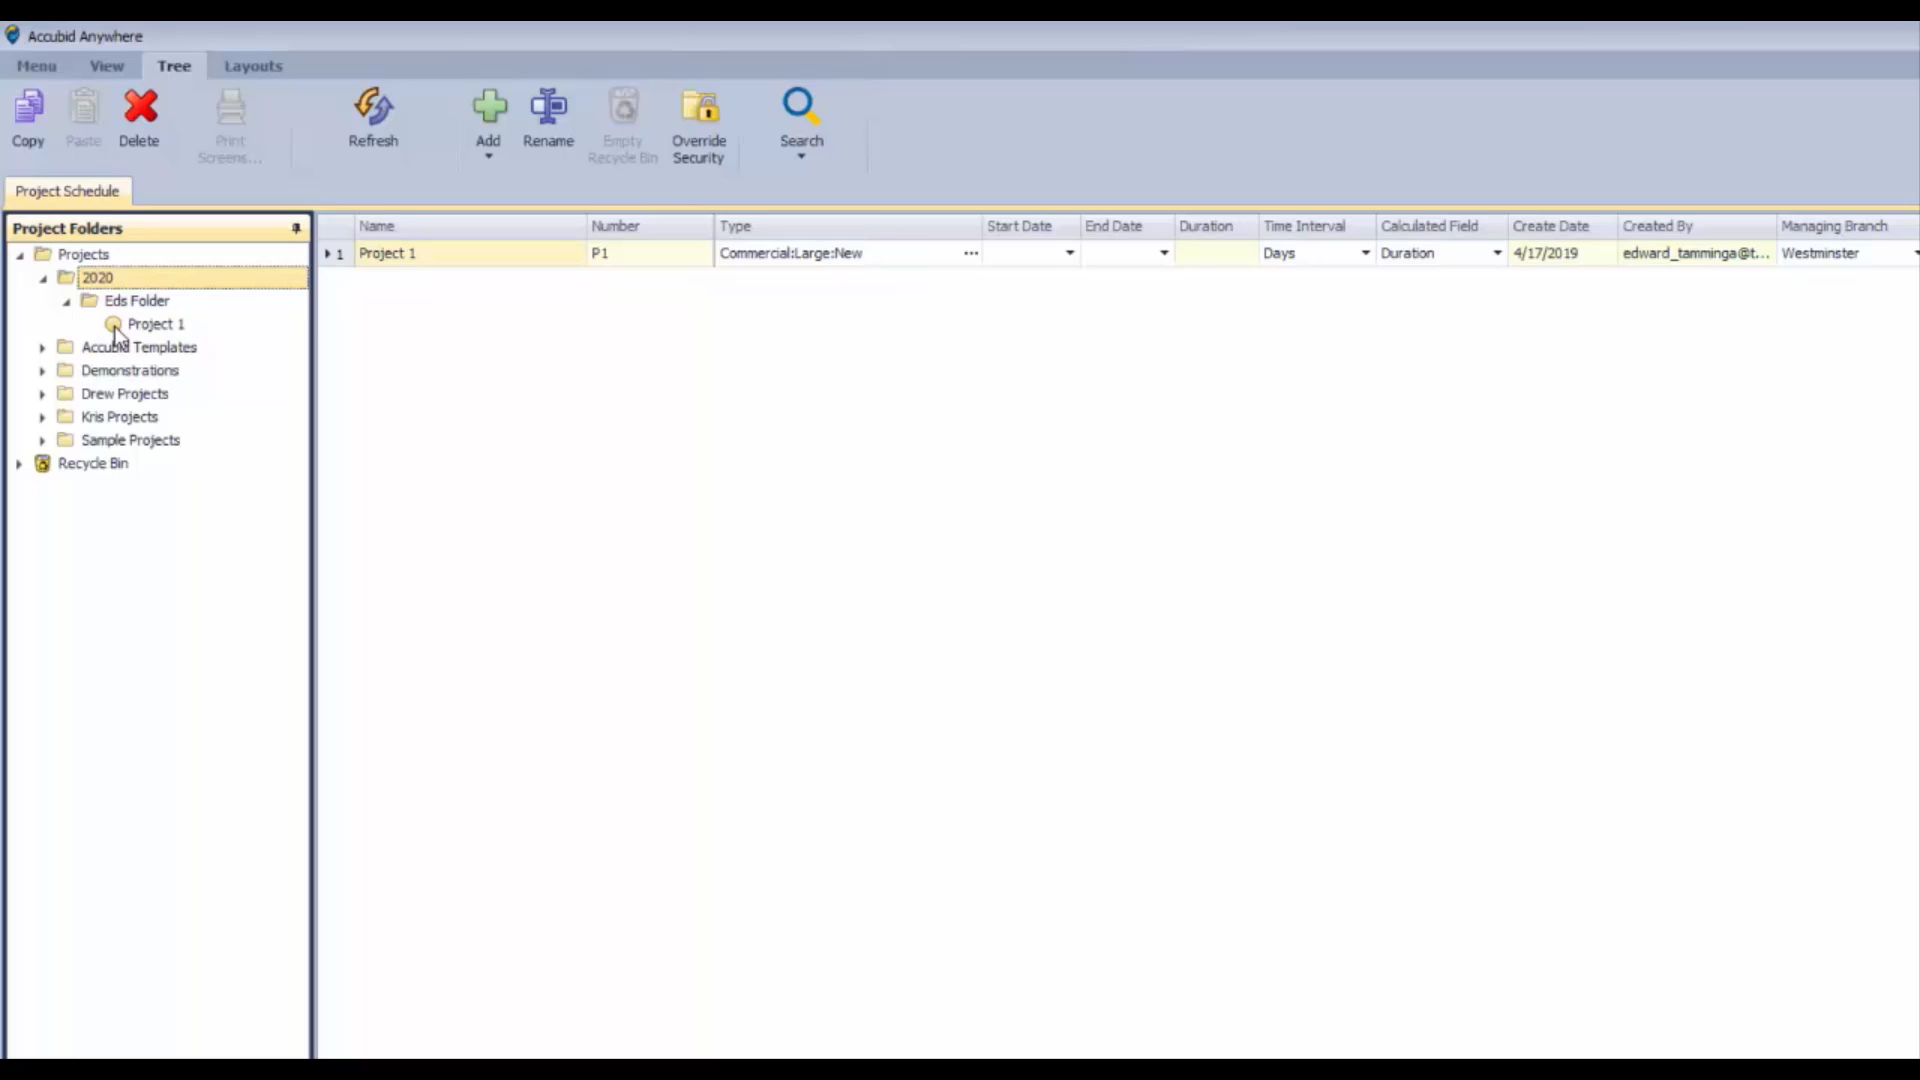 Accubid Anywhere
Menu View Tree Layouts
Copy Paste Delete Print Screens... Refresh Add Rename Empty Recycle Bin Override Security Search
Project Schedule
Project Folders
Projects
2020
Eds Folder
Project 1
Accubid Templates
Demonstrations
Drew Projects
Kris Projects
Sample Projects
Recycle Bin
Name Number Type Start Date End Date Duration Time Interval Calculated Field Create Date Created By Managing Branch
1 Project 1 P1 Commercial:Large:New ... Days Duration 4/17/2019 edward_tamminga@t... Westminster